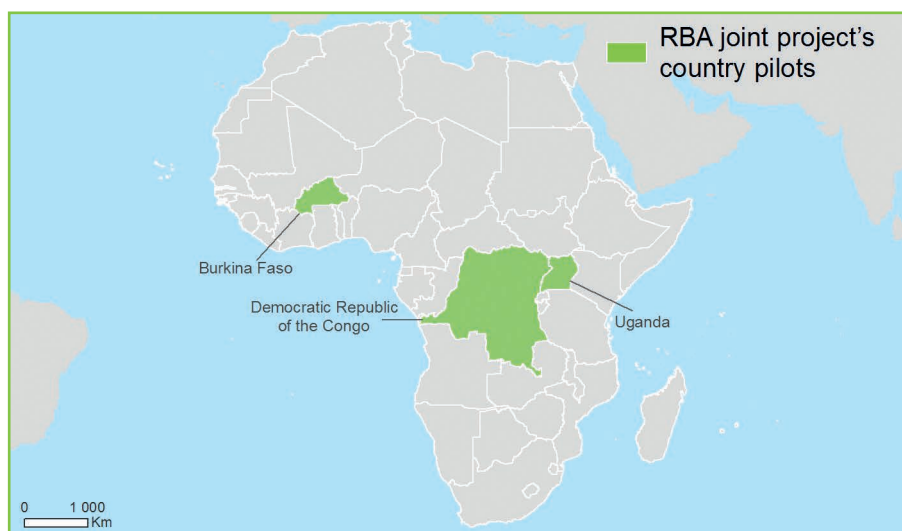 RBA joint project's
country pilots
Burkina Faso
Democratic Republic
of the Congo
Uganda
0 1 000
Km